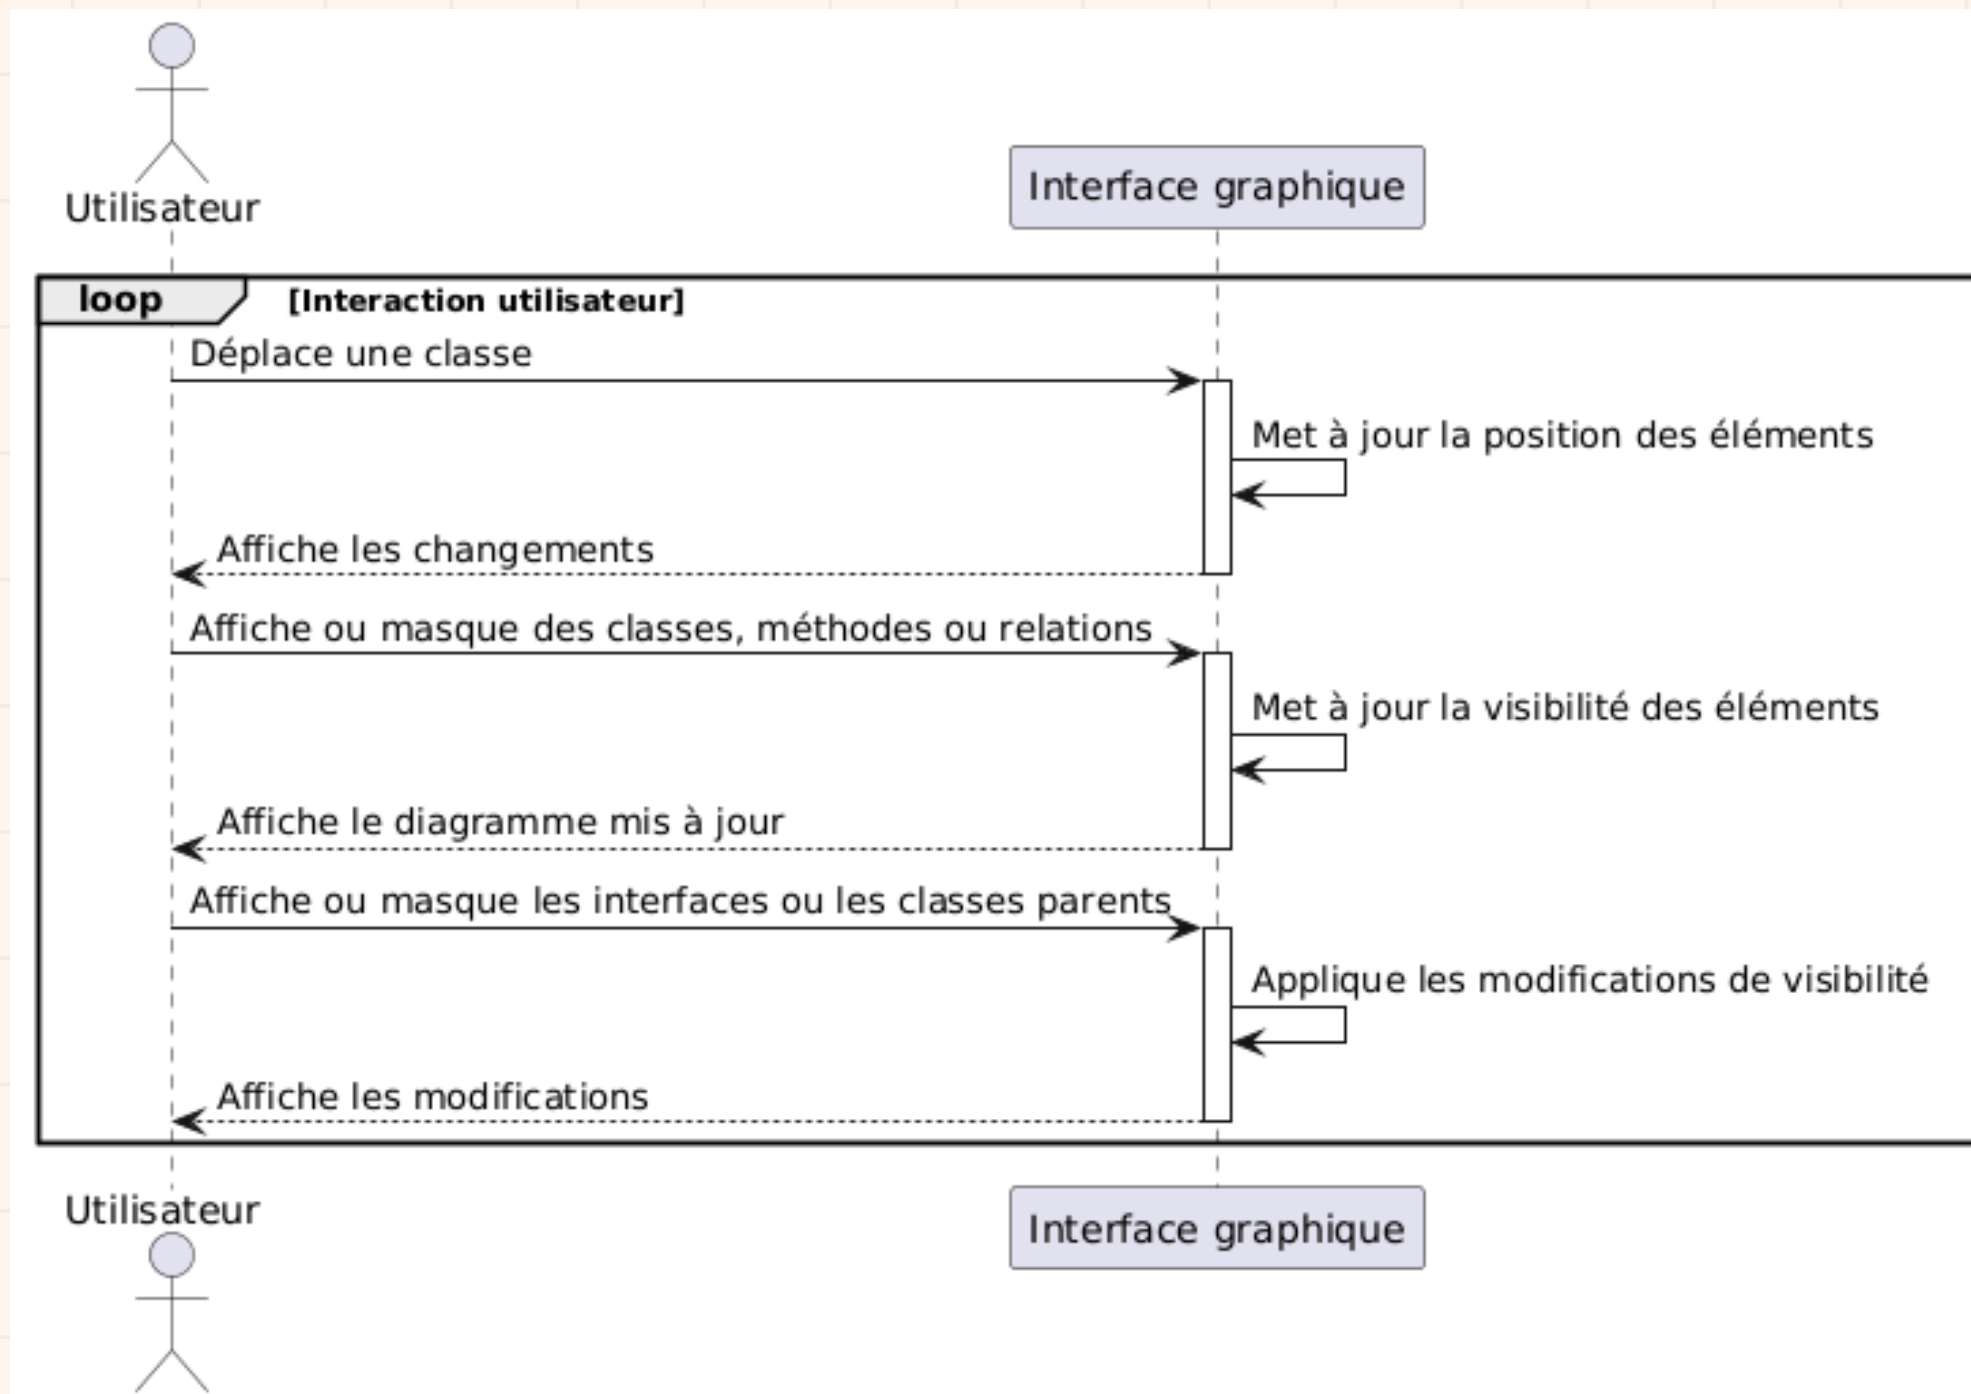 Utilisateur
Interface graphique
loop
[Interaction utilisateur]
Déplace une classe
Met à jour la position des éléments
Affiche les changements
Affiche ou masque des classes, méthodes ou relations
Met à jour la visibilité des éléments
Affiche le diagramme mis à jour
Affiche ou masque les interfaces ou les classes parents
Applique les modifications de visibilité
Affiche les modifications
Utilisateur
Interface graphique